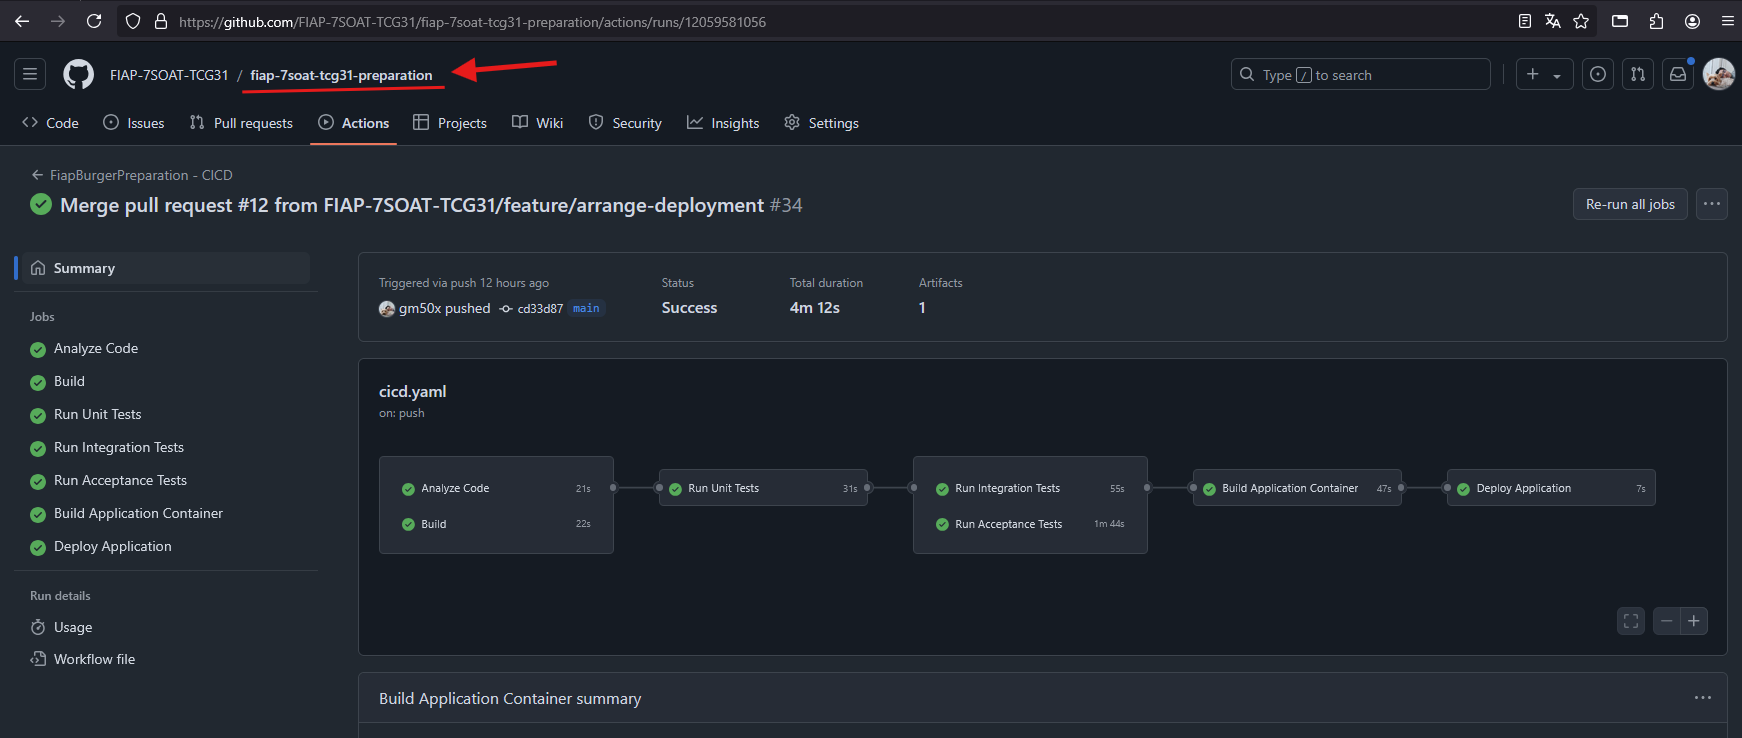 https://github.com/FIAP-7SOAT-TCG31/fiap-7soat-tcg31-preparation/actions/runs/12059581056
FIAP-7SOAT-TCG31 / fiap-7soat-tcg31-preparation
Type / to search
Code Issues Pull requests Actions Projects Wiki Security Insights Settings
FiapBurgerPreparation - CICD
Merge pull request #12 from FIAP-7SOAT-TCG31/feature/arrange-deployment #34
Re-run all jobs
Summary
Jobs
Analyze Code
Build
Run Unit Tests
Run Integration Tests
Run Acceptance Tests
Build Application Container
Deploy Application
Run details
Usage
Workflow file
Triggered via push 12 hours ago
gm50x pushed cd33d87 main
Status
Success
Total duration
4m 12s
Artifacts
1
cicd.yaml
on: push
Analyze Code 21s
Build 22s
Run Unit Tests 31s
Run Integration Tests 55s
Run Acceptance Tests 1m 44s
Build Application Container 47s
Deploy Application 7s
Build Application Container summary